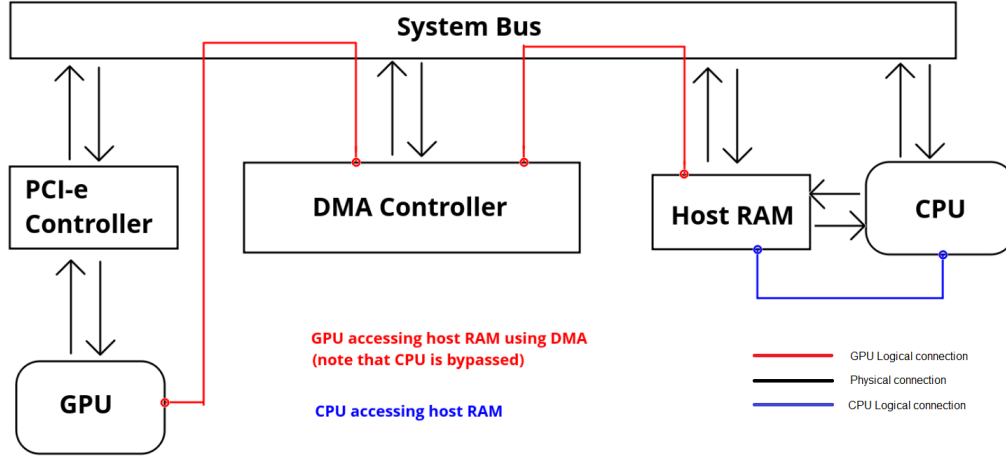 System Bus
PCI-e
Controller
DMA Controller
Host RAM
CPU
GPU
GPU accessing host RAM using DMA
(note that CPU is bypassed)
CPU accessing host RAM
GPU Logical connection
Physical connection
CPU Logical connection